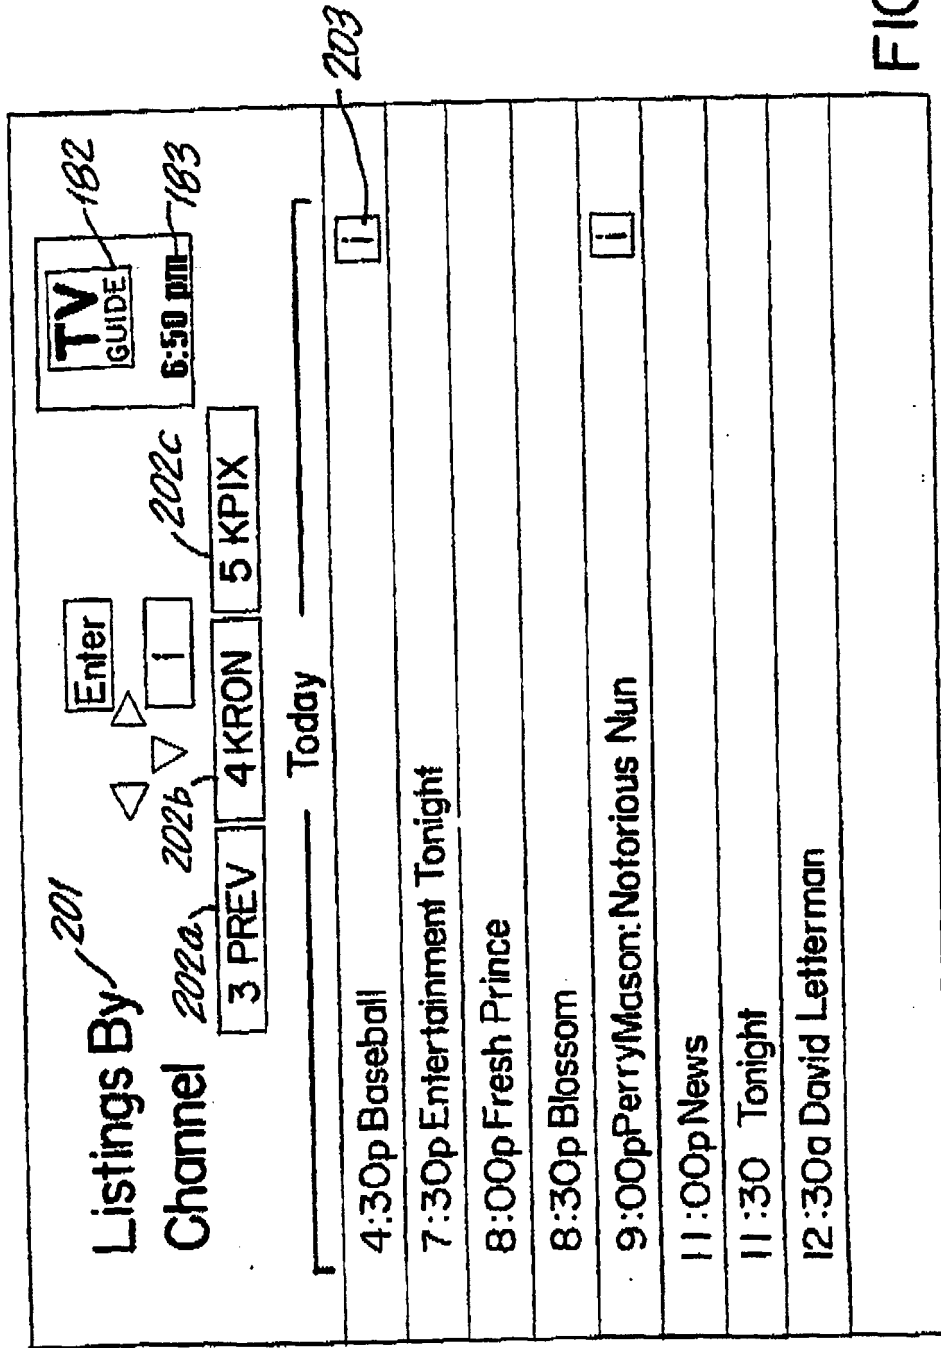 Listings By
Channel
201
Enter
i
TV
GUIDE
6:50 pm
182
183
202a
202b
202c
3 PREV
4 KRON
5 KPIX
Today
203
4:30p Baseball
i
7:30p Entertainment Tonight
8:00p Fresh Prince
8:30p Blossom
9:00p Perry Mason: Notorious Nun
i
11:00p News
11:30 Tonight
12:30a David Letterman